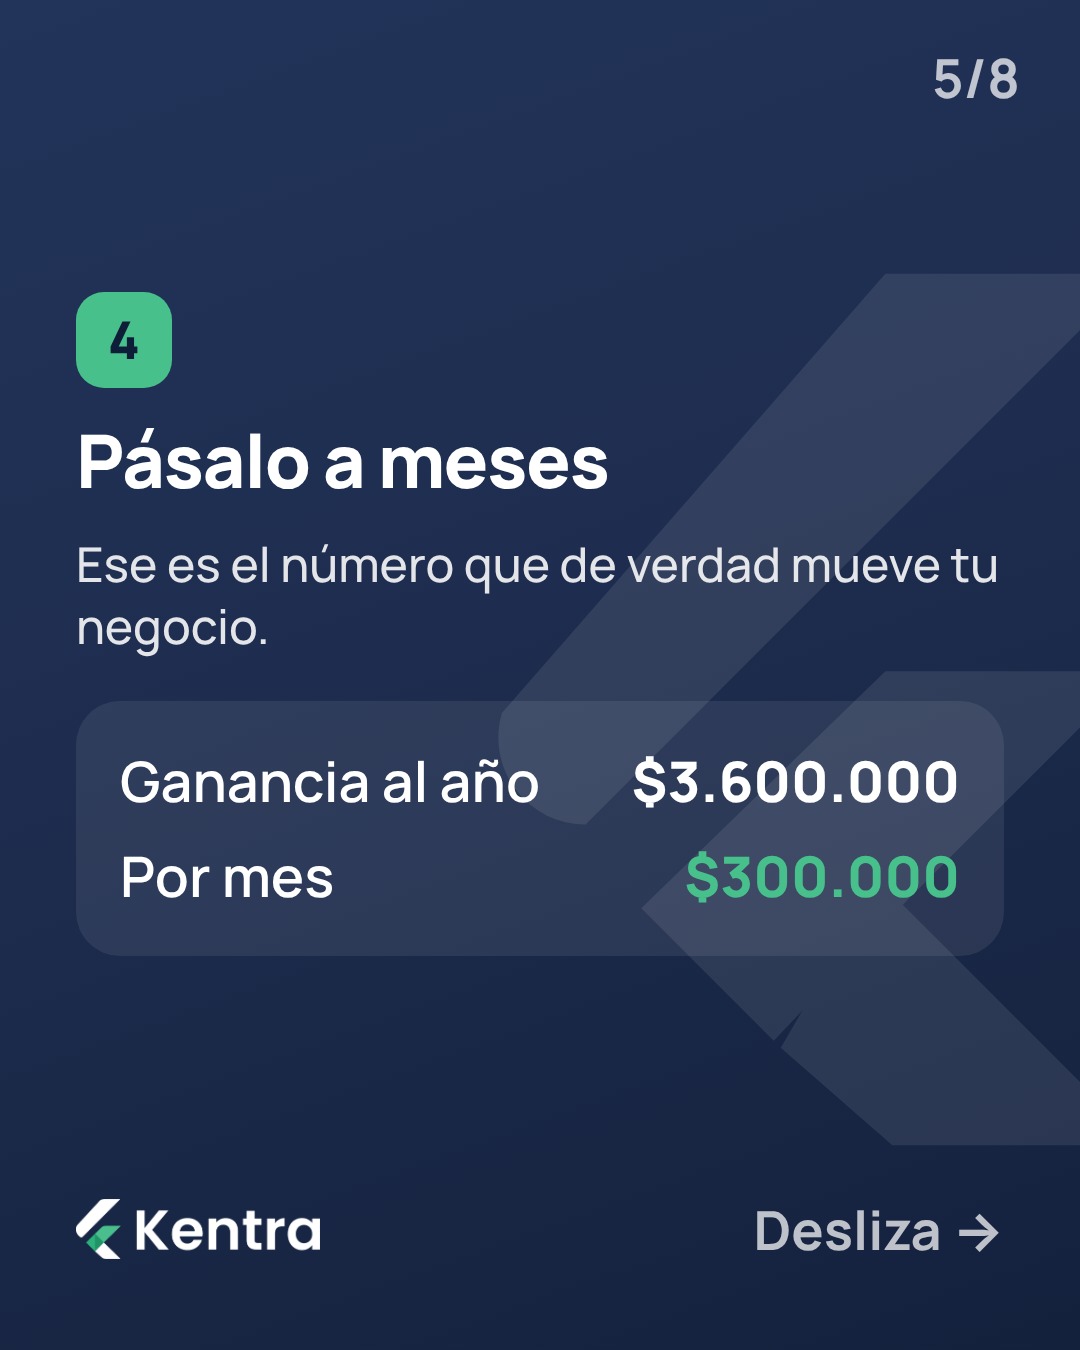 5/8
4
Pásalo a meses
Ese es el número que de verdad mueve tu
negocio.
Ganancia al año $3.600.000
Por mes $300.000
Kentra
Desliza →